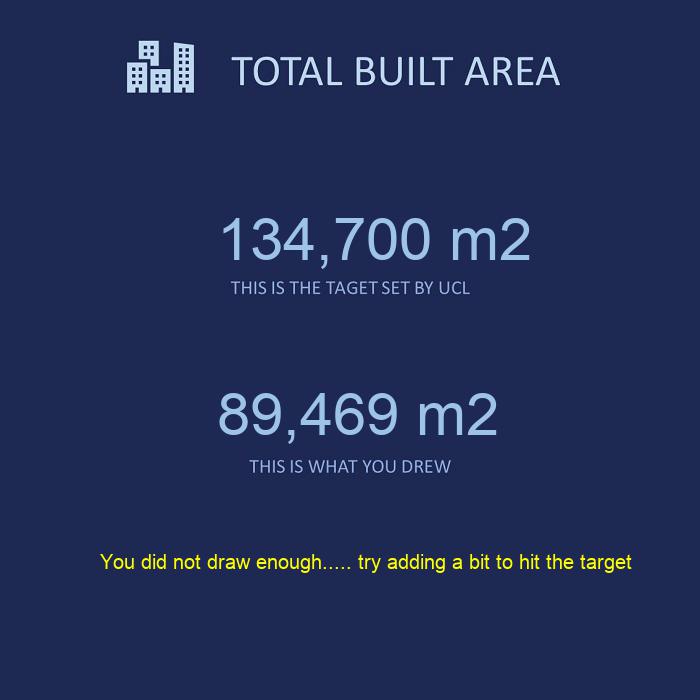 TOTAL BUILT AREA
134,700 m2
THIS IS THE TAGET SET BY UCL
89,469 m2
THIS IS WHAT YOU DREW
You did not draw enough..... try adding a bit to hit the target